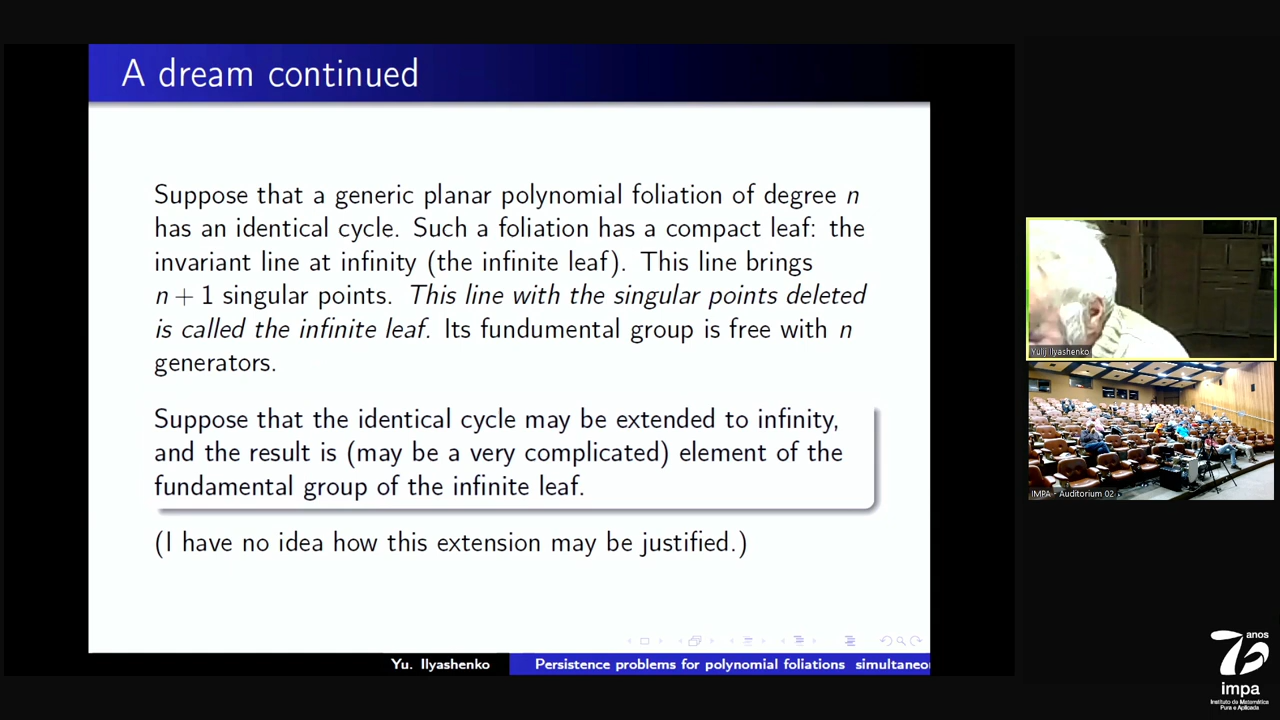 A dream continued
Suppose that a generic planar polynomial foliation of degree n
has an identical cycle. Such a foliation has a compact leaf: the
invariant line at infinity (the infinite leaf). This line brings
n + 1 singular points. This line with the singular points deleted
is called the infinite leaf. Its fundumental group is free with n
generators.
Suppose that the identical cycle may be extended to infinity,
and the result is (may be a very complicated) element of the
fundamental group of the infinite leaf.
(I have no idea how this extension may be justified.)
Yu. Ilyashenko
Persistence problems for polynomial foliations simultaneo
Yulij Ilyashenko
IMPA - Auditorium 02
anos
impa
Instituto de Matemática
Pura e Aplicada